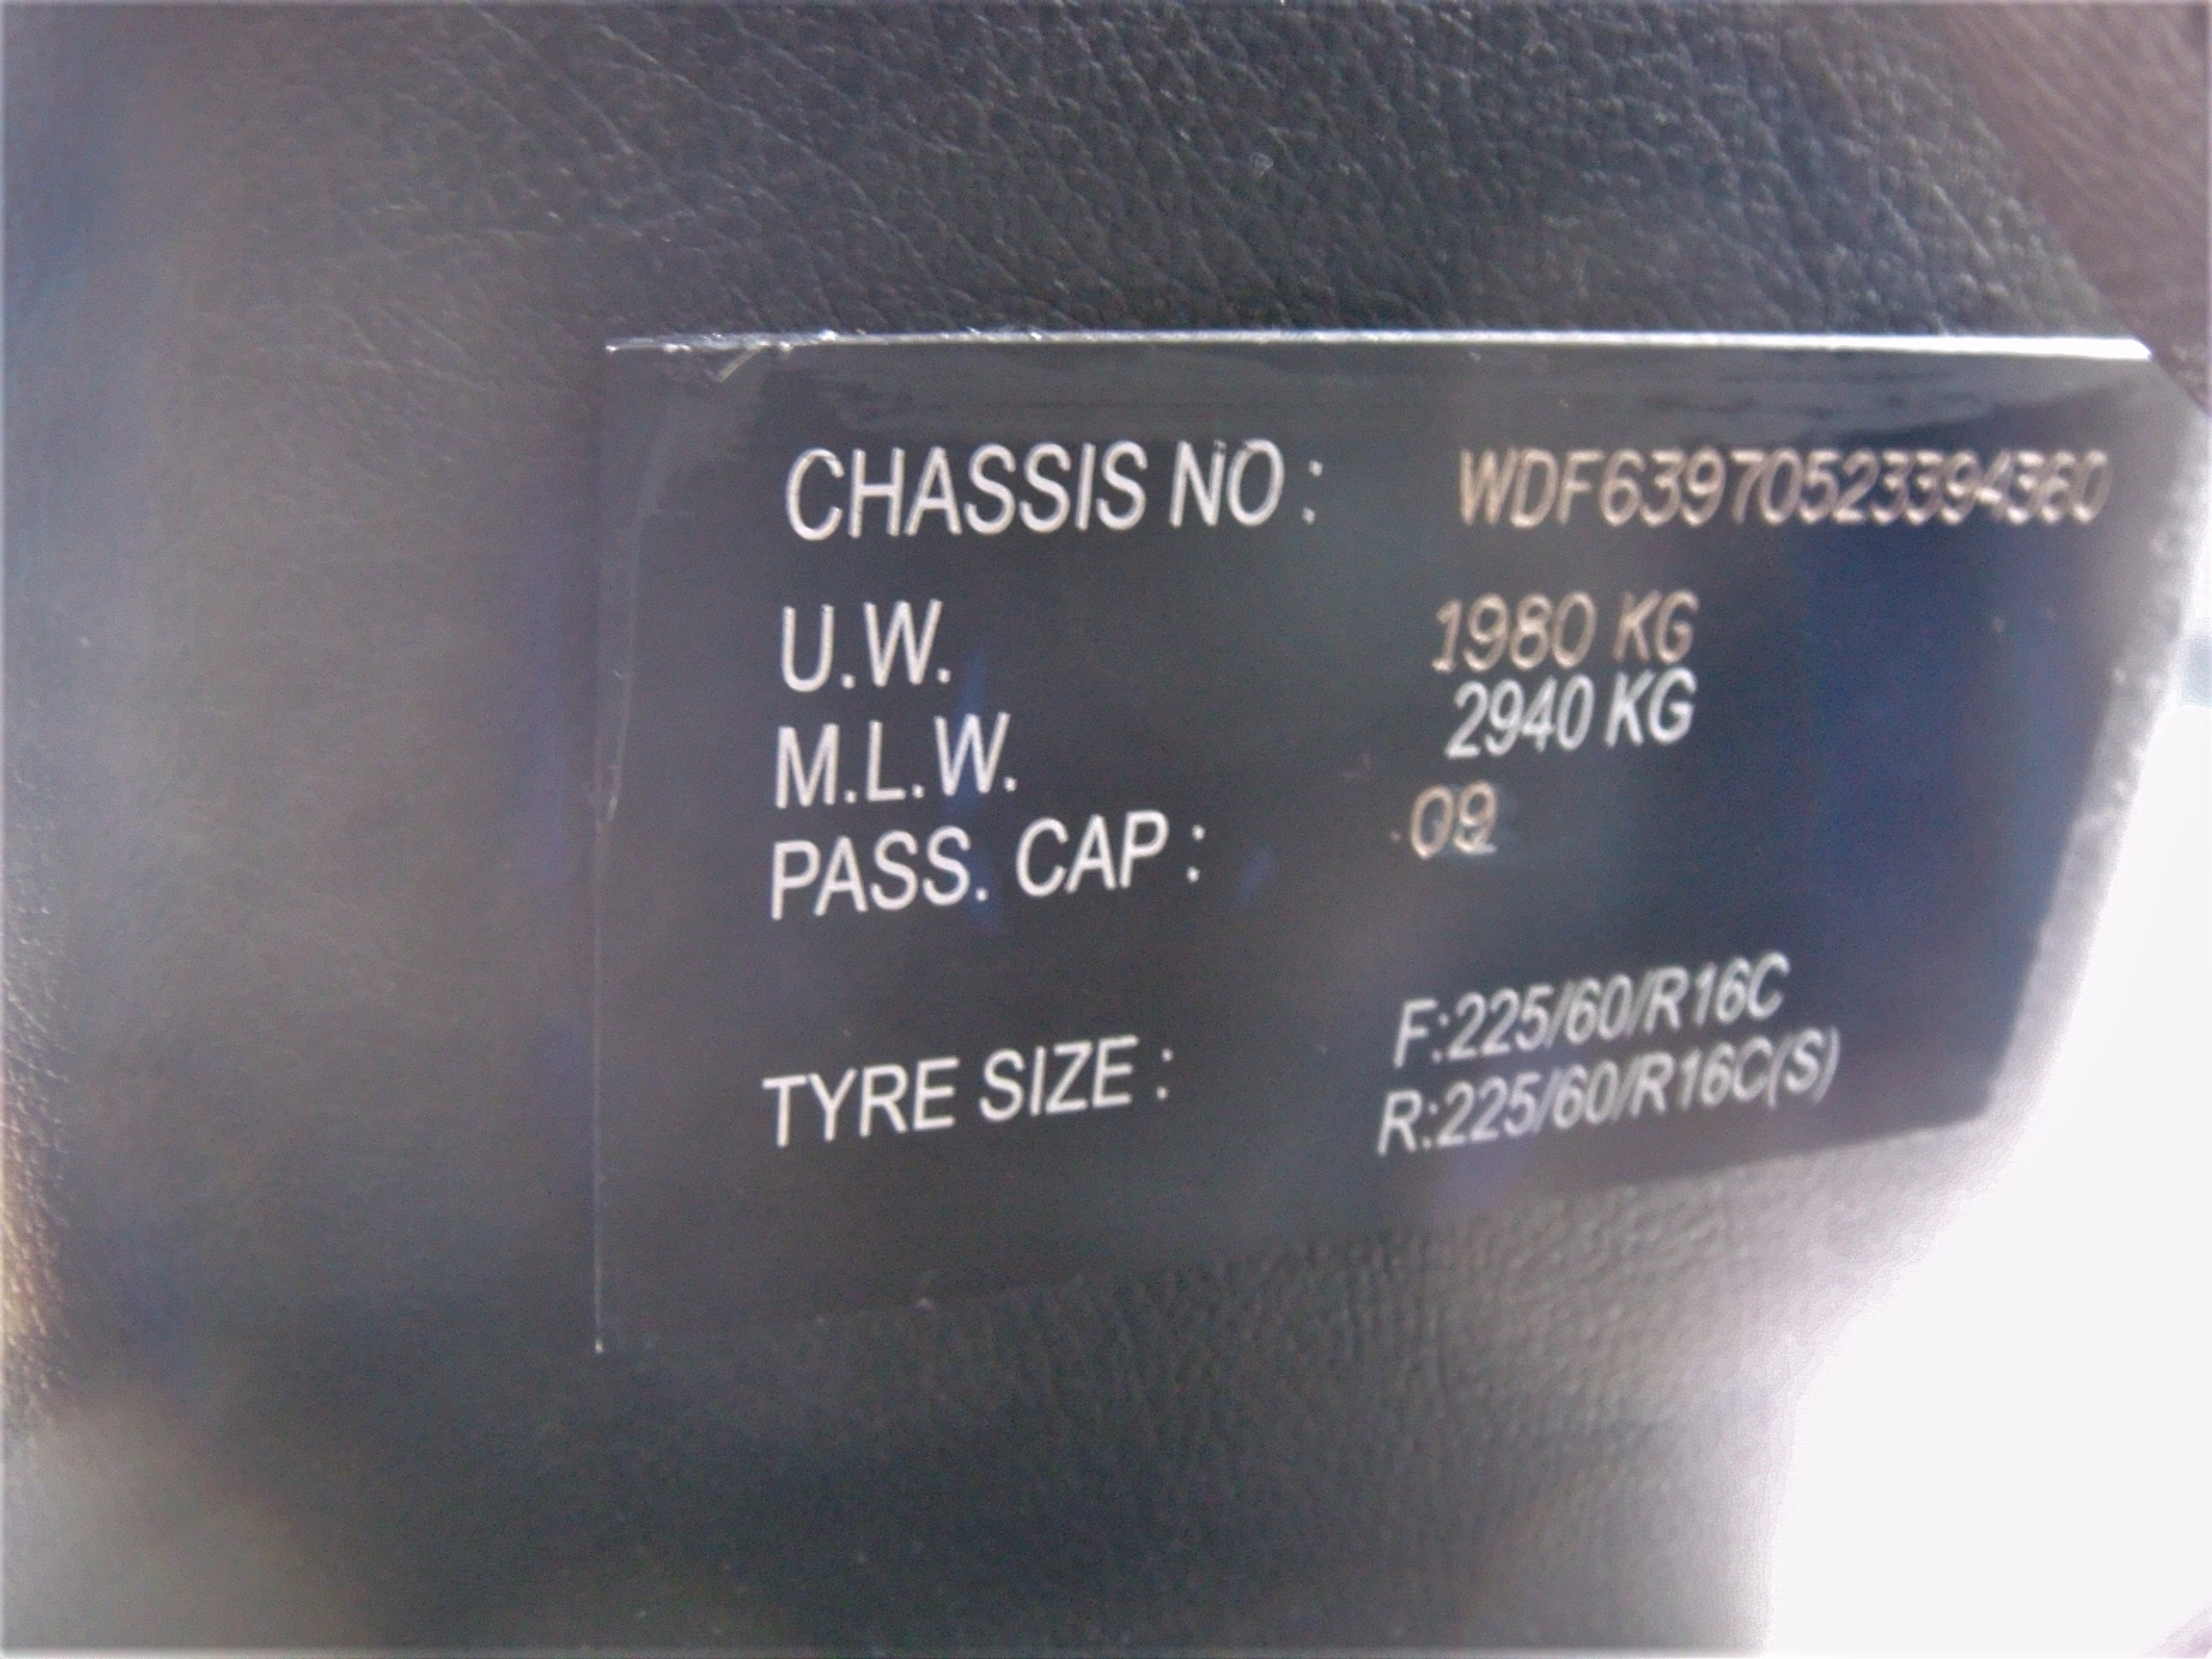 CHASSIS NO : WDF63970523394360
U.W. 1980 KG
M.L.W. 2940 KG
PASS. CAP : 09
TYRE SIZE : F:225/60/R16C
R:225/60/R16C(S)